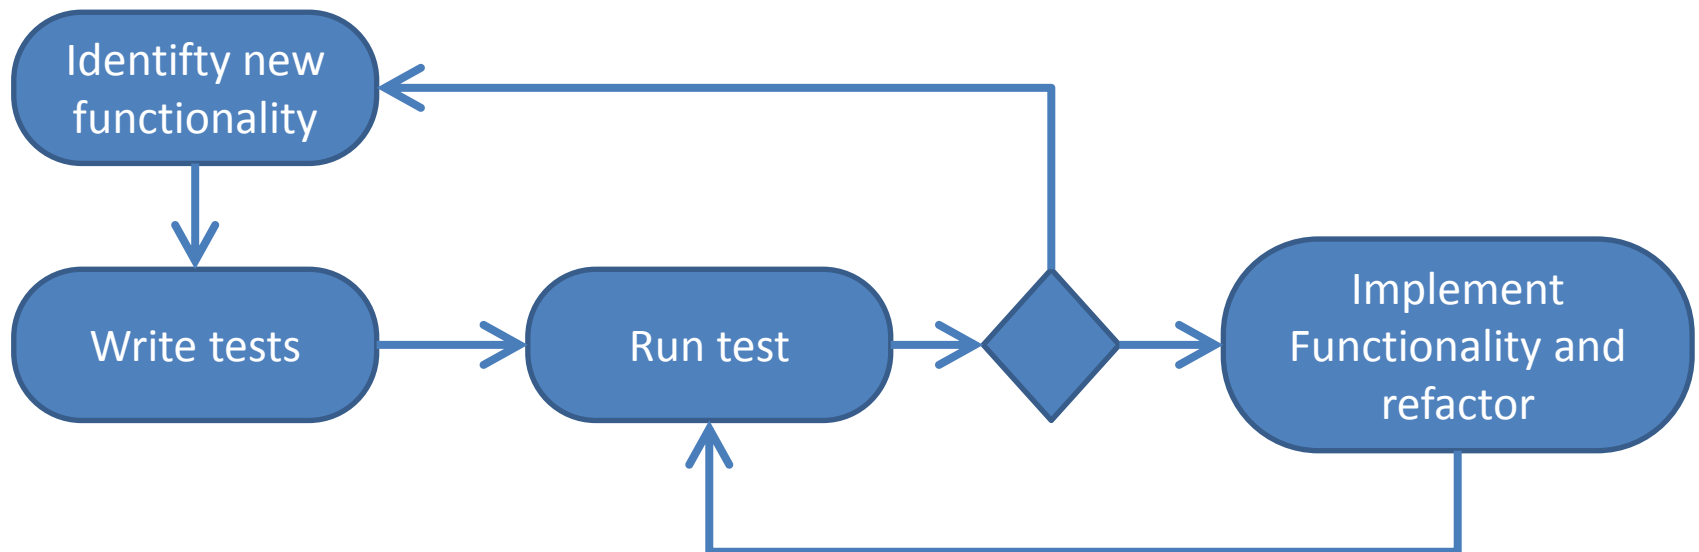 Identifty new
functionality
Write tests
Run test
Implement
Functionality and
refactor